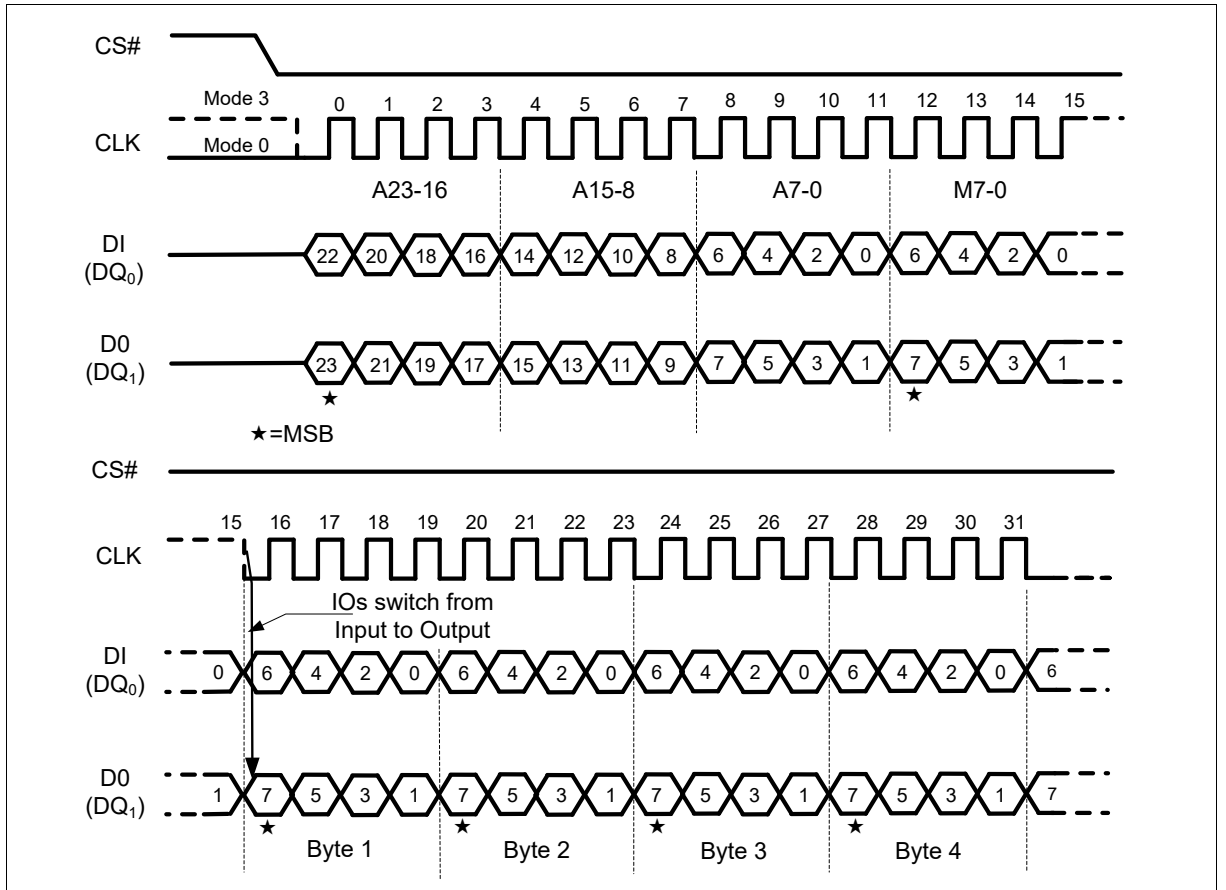 CS#
Mode 3
0 1 2 3 4 5 6 7 8 9 10 11 12 13 14 15
CLK
Mode 0
A23-16 A15-8 A7-0 M7-0
DI
(DQ₀)
22 20 18 16 14 12 10 8 6 4 2 0 6 4 2 0
D0
(DQ₁)
23 21 19 17 15 13 11 9 7 5 3 1 7 5 3 1
★ ★
★=MSB
CS#
15 16 17 18 19 20 21 22 23 24 25 26 27 28 29 30 31
CLK
IOs switch from
Input to Output
DI
(DQ₀)
0 6 4 2 0 6 4 2 0 6 4 2 0 6 4 2 0 6
D0
(DQ₁)
1 7 5 3 1 7 5 3 1 7 5 3 1 7 5 3 1 7
★ ★ ★ ★
Byte 1 Byte 2 Byte 3 Byte 4